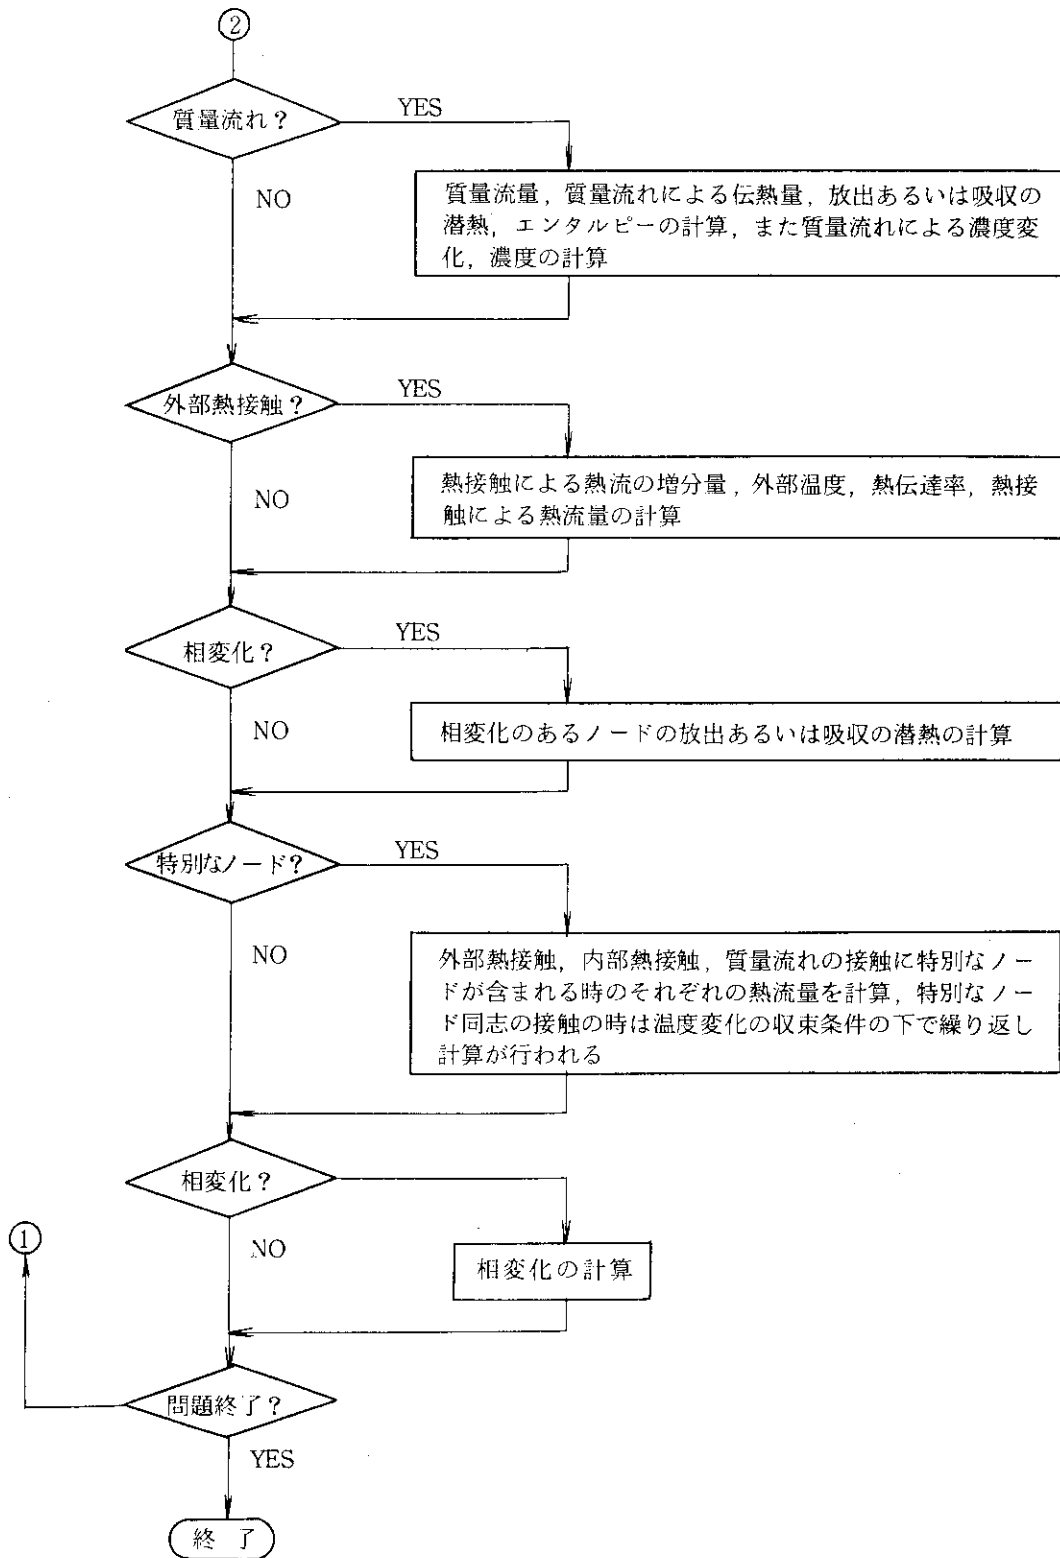 ②
質量流れ？
YES
NO
質量流量，質量流れによる伝熱量，放出あるいは吸収の
潜熱，エンタルピーの計算，また質量流れによる濃度変
化，濃度の計算
外部熱接触？
YES
NO
熱接触による熱流の増分量，外部温度，熱伝達率，熱接
触による熱流量の計算
相変化？
YES
NO
相変化のあるノードの放出あるいは吸収の潜熱の計算
特別なノード？
YES
NO
外部熱接触，内部熱接触，質量流れの接触に特別なノー
ドが含まれる時のそれぞれの熱流量を計算，特別なノー
ド同志の接触の時は温度変化の収束条件の下で繰り返し
計算が行われる
相変化？
①
NO
相変化の計算
問題終了？
YES
終了